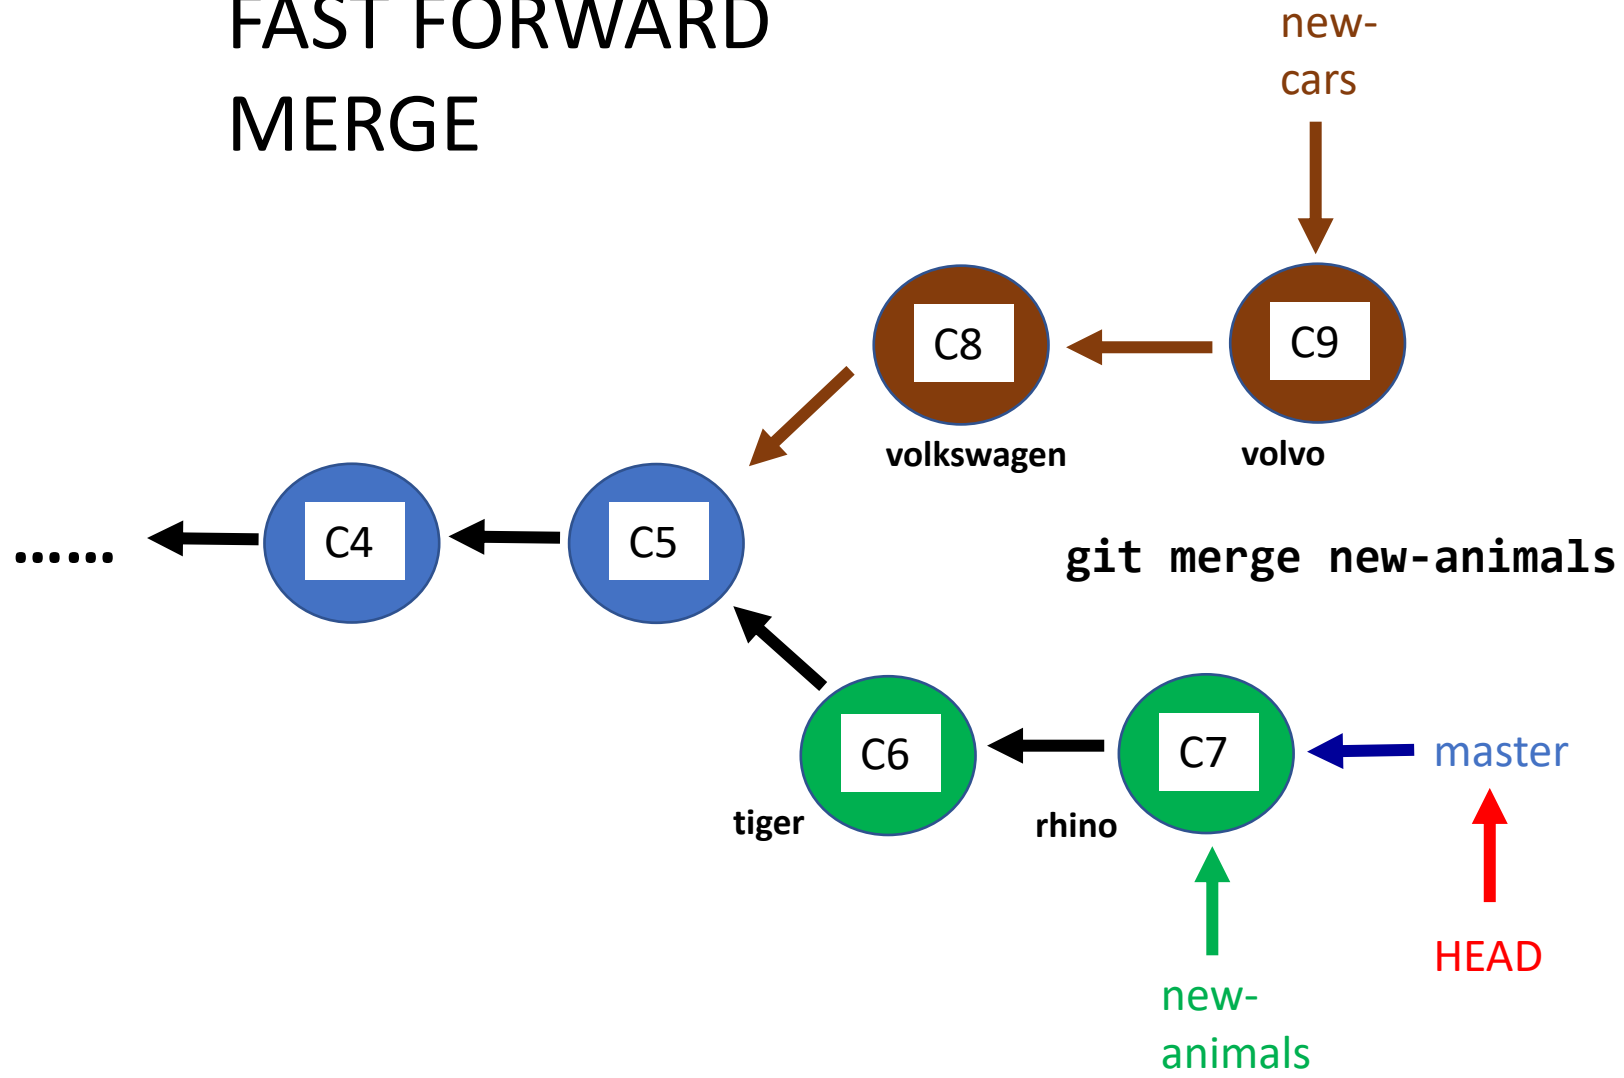 FAST FORWARD
MERGE
new-
cars
C8
C9
volkswagen
volvo
......
C4
C5
git merge new-animals
C6
C7
master
tiger
rhino
HEAD
new-
animals